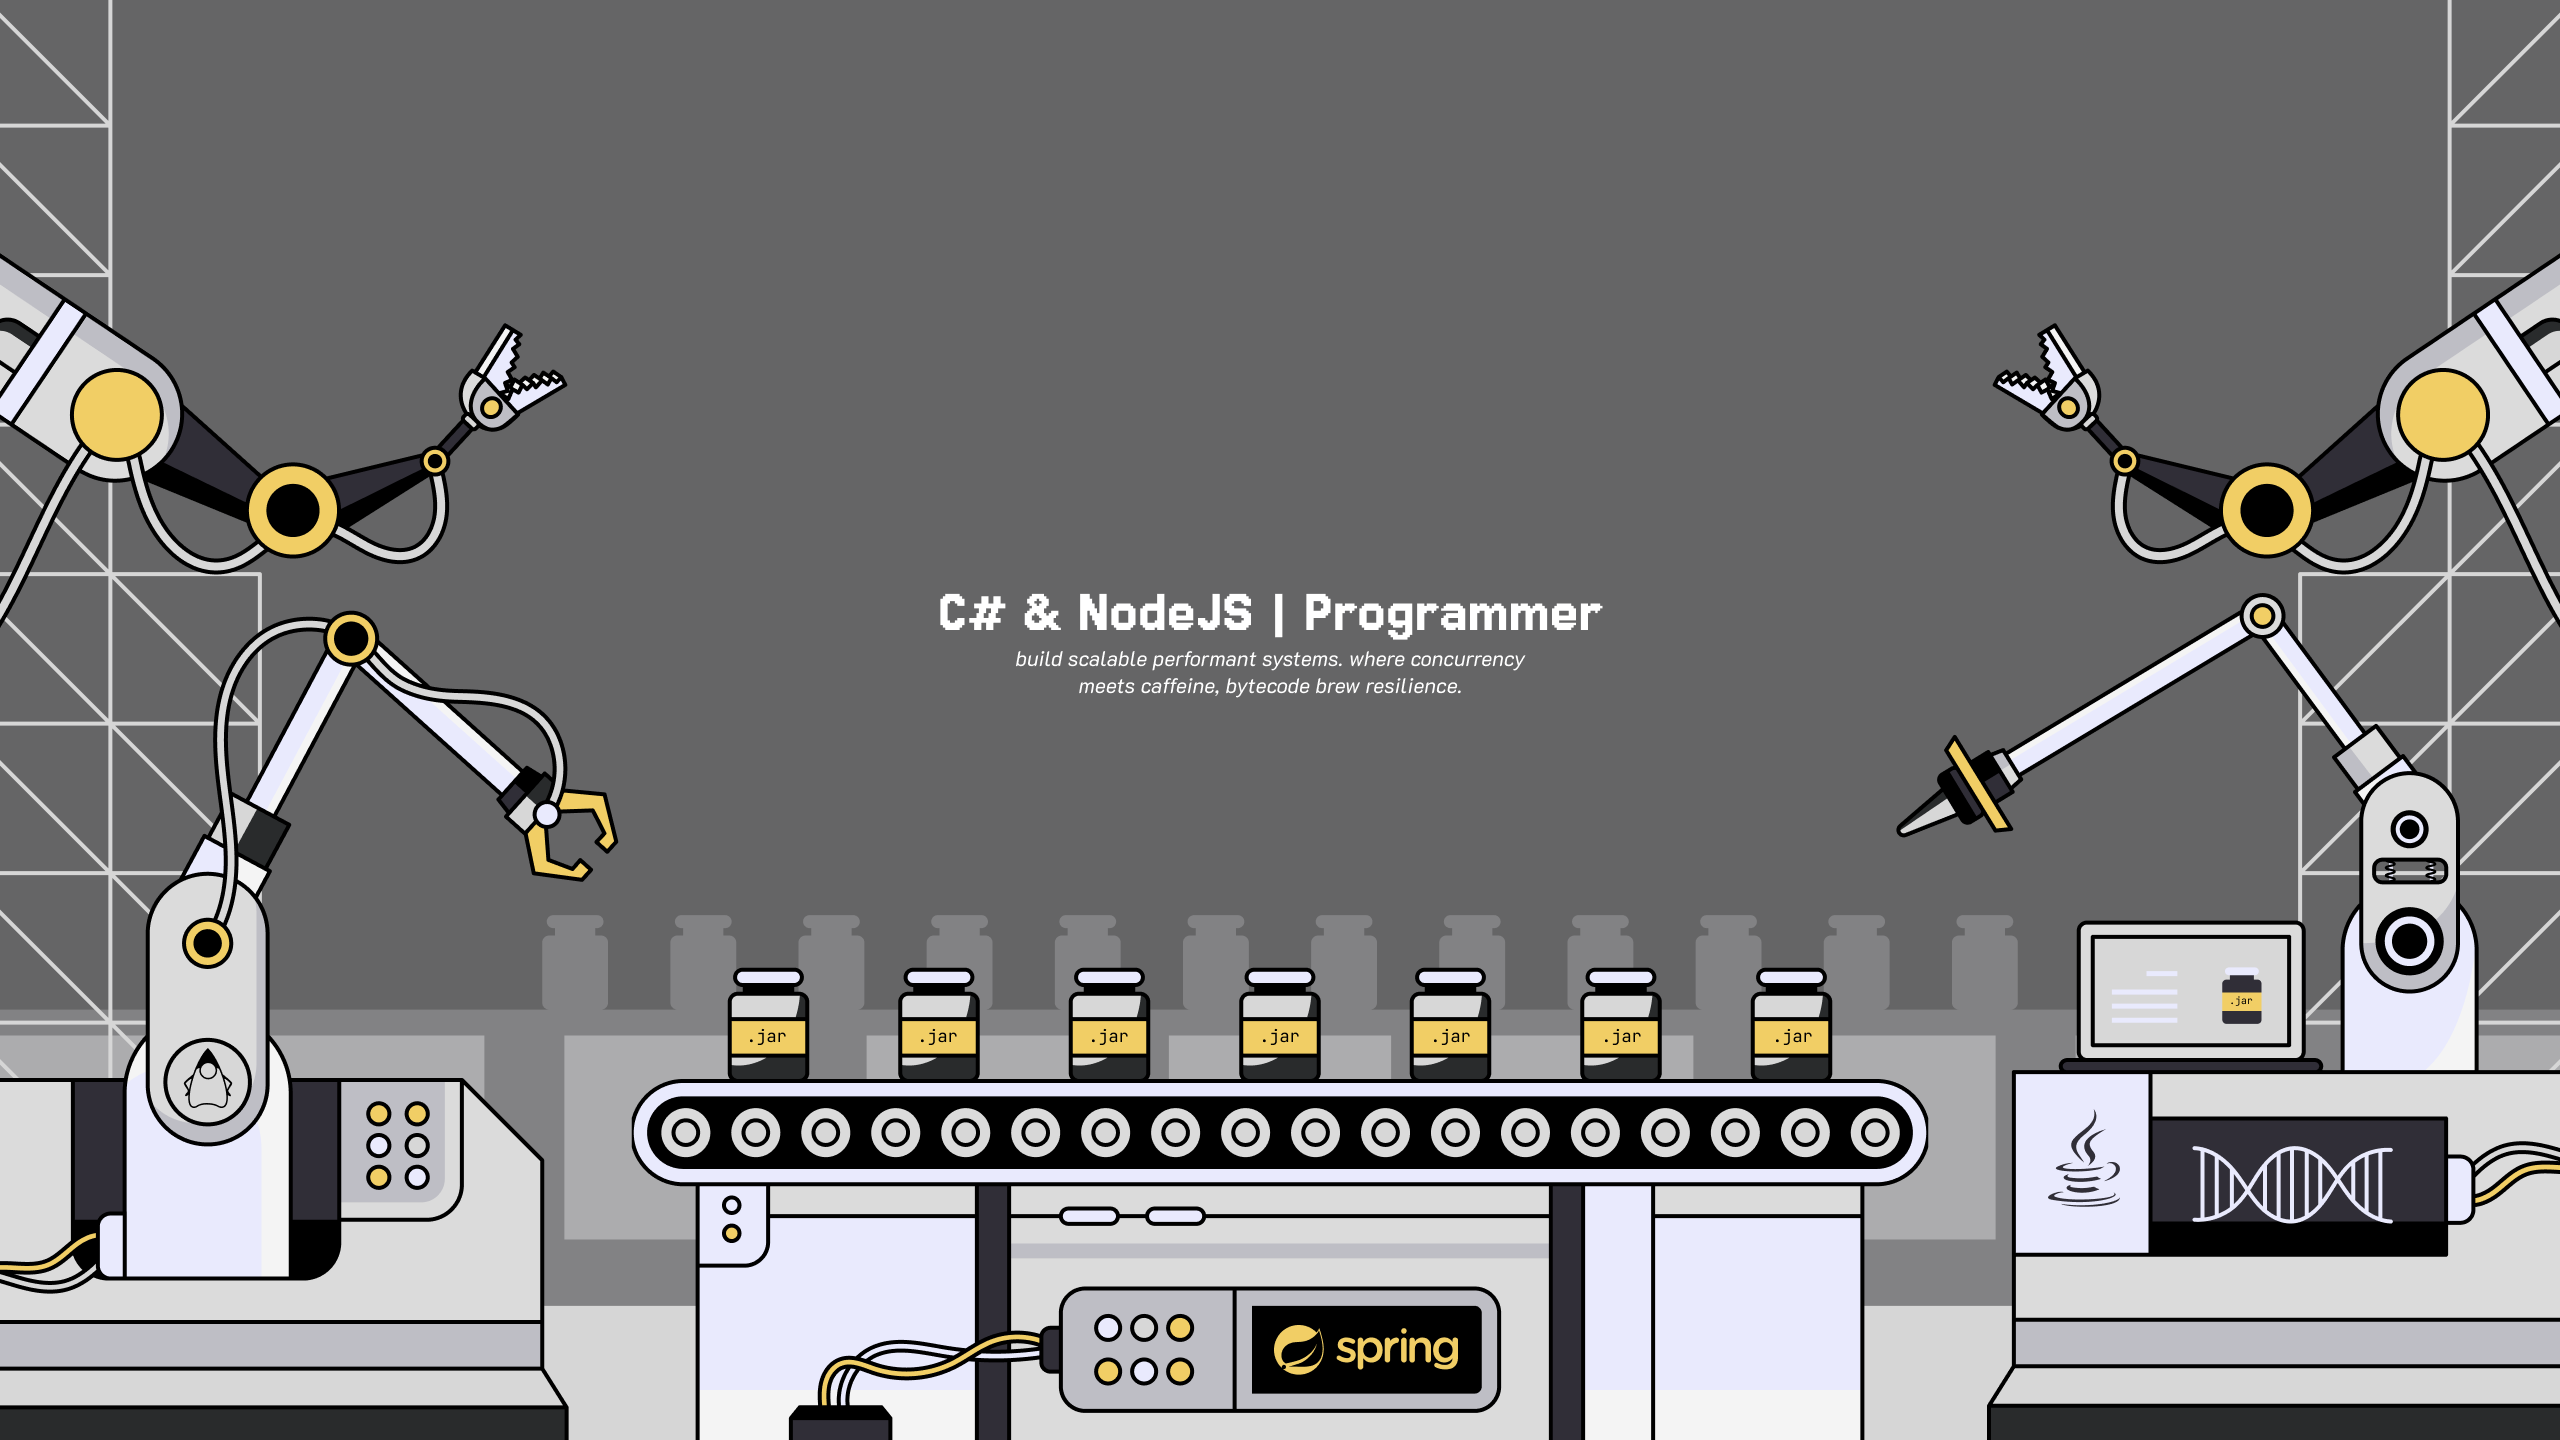 C# & NodeJS | Programmer
build scalable performant systems. where concurrency
meets caffeine, bytecode brew resilience.
.jar
.jar
.jar
.jar
.jar
.jar
.jar
.jar
spring